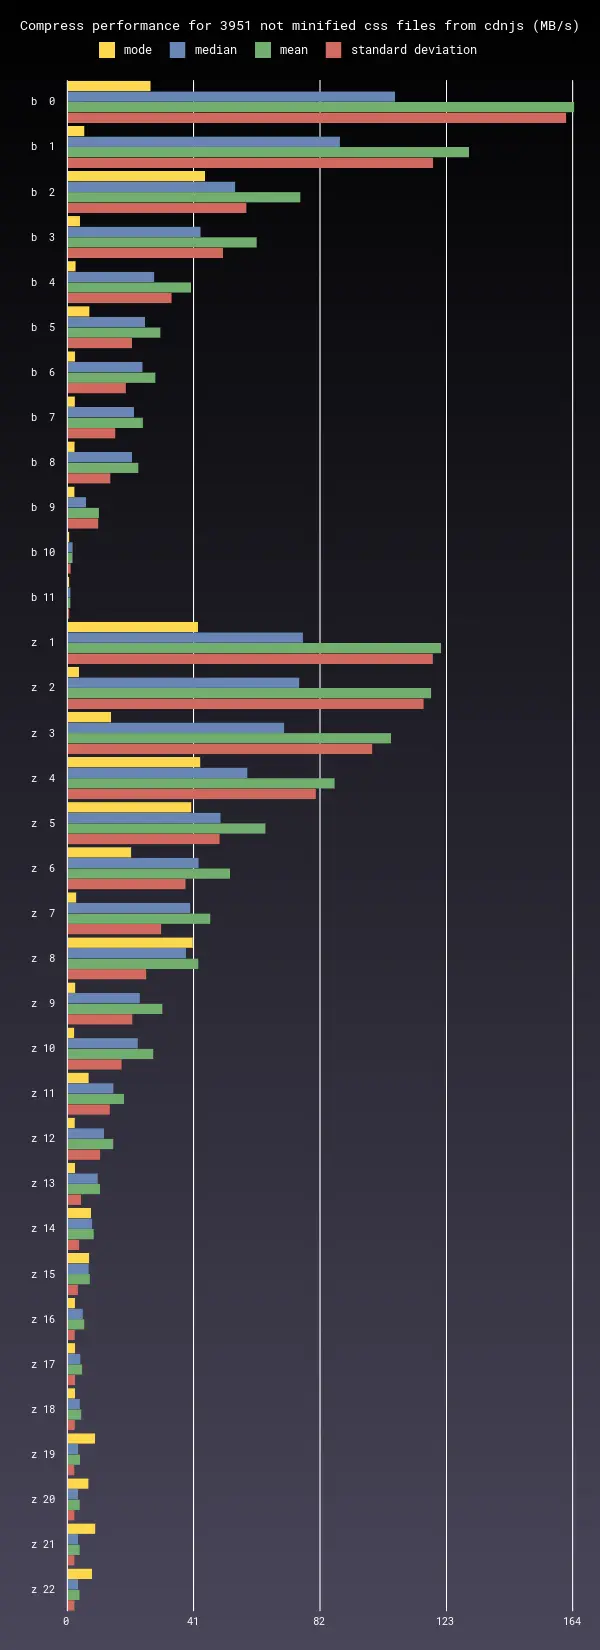 Compress performance for 3951 not minified css files from cdnjs (MB/s)
mode median mean standard deviation
b 0
b 1
b 2
b 3
b 4
b 5
b 6
b 7
b 8
b 9
b 10
b 11
z 1
z 2
z 3
z 4
z 5
z 6
z 7
z 8
z 9
z 10
z 11
z 12
z 13
z 14
z 15
z 16
z 17
z 18
z 19
z 20
z 21
z 22
0 41 82 123 164